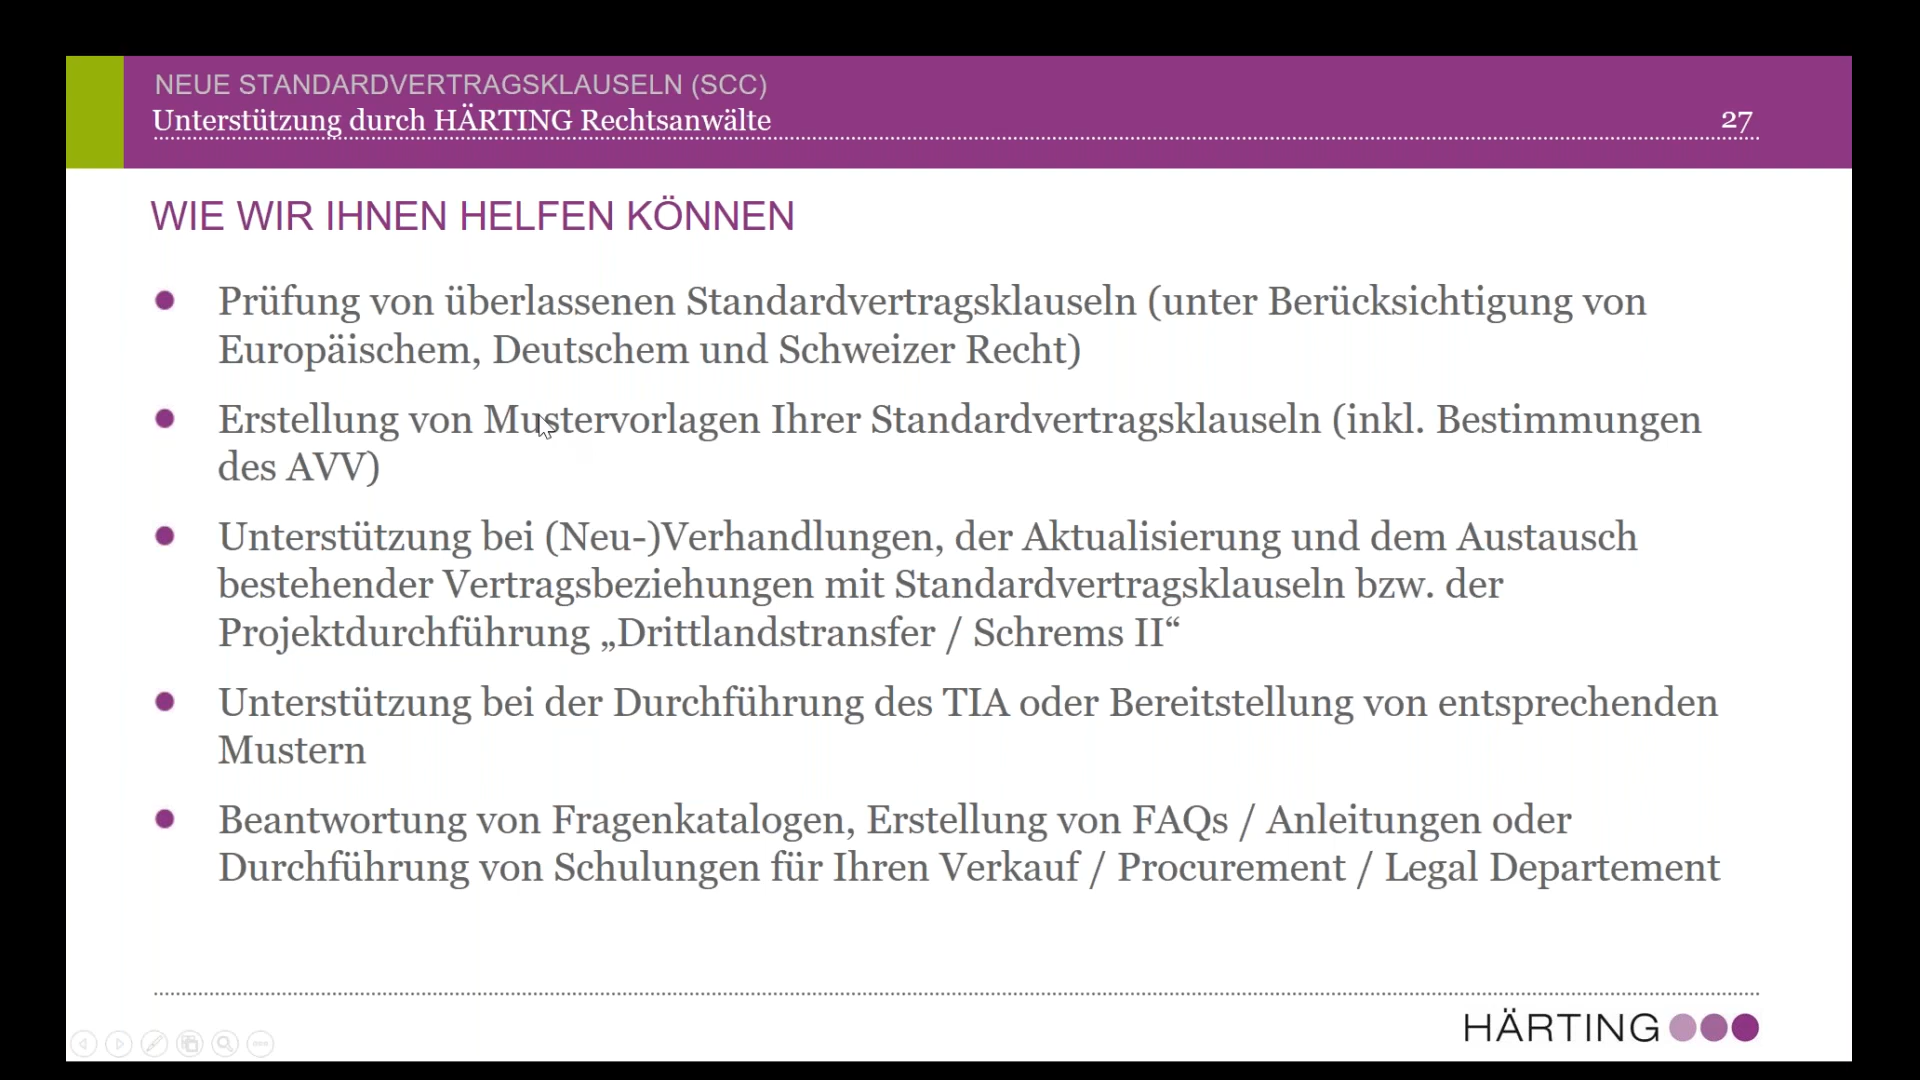 NEUE STANDARDVERTRAGSKLAUSELN (SCC)
Unterstützung durch HÄRTING Rechtsanwälte
27
WIE WIR IHNEN HELFEN KÖNNEN
Prüfung von überlassenen Standardvertragsklauseln (unter Berücksichtigung von
Europäischem, Deutschem und Schweizer Recht)
Erstellung von Mustervorlagen Ihrer Standardvertragsklauseln (inkl. Bestimmungen
des AVV)
Unterstützung bei (Neu-)Verhandlungen, der Aktualisierung und dem Austausch
bestehender Vertragsbeziehungen mit Standardvertragsklauseln bzw. der
Projektdurchführung „Drittlandstransfer / Schrems II“
Unterstützung bei der Durchführung des TIA oder Bereitstellung von entsprechenden
Mustern
Beantwortung von Fragenkatalogen, Erstellung von FAQs / Anleitungen oder
Durchführung von Schulungen für Ihren Verkauf / Procurement / Legal Departement
HÄRTING